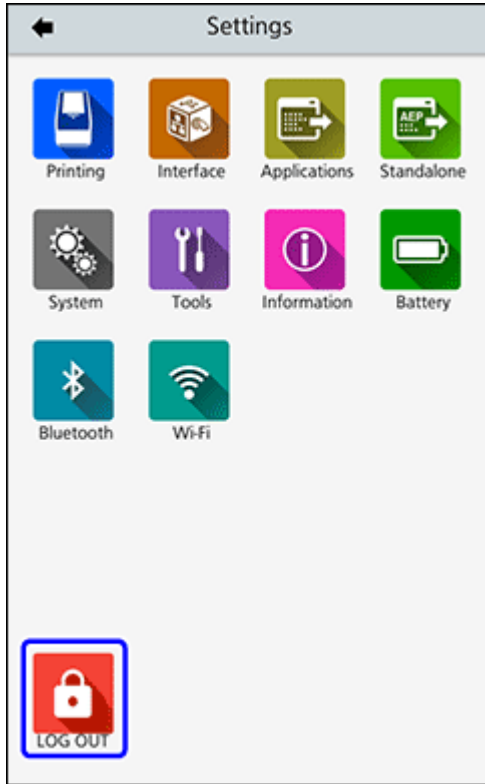 Settings
Printing
Interface
Applications
AEP
Standalone
System
Tools
Information
Battery
Bluetooth
Wi-Fi
LOG OUT